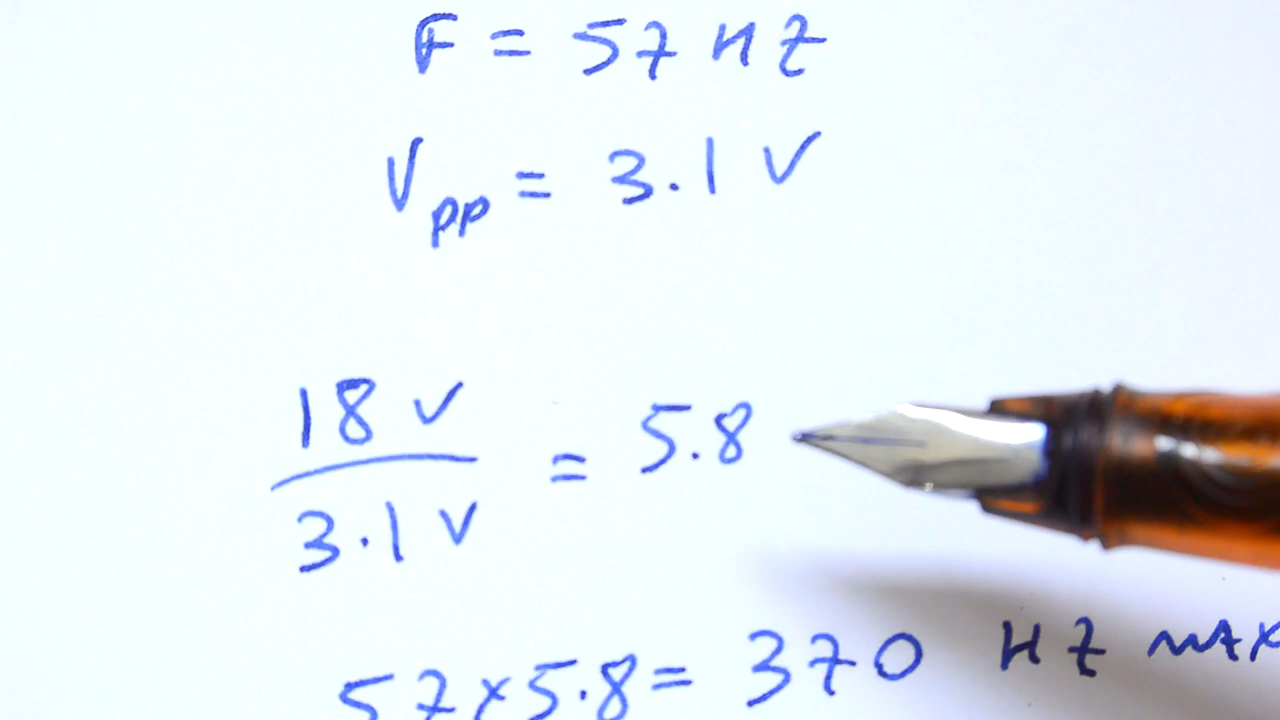 F = 57 HZ
Vpp = 3.1 V
18 V
3.1 V
= 5.8
57x5.8= 370 HZ MAX